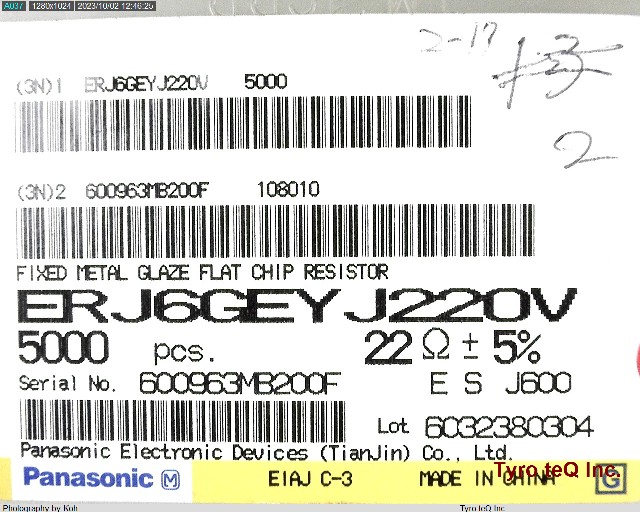 A037 1280x1024 2023/10/02 12:46:25
2-17
2
(3N)1 ERJ6GEYJ220V 5000
(3N)2 600963MB200F 108010
FIXED METAL GLAZE FLAT CHIP RESISTOR
ERJ6GEYJ220V
5000 pcs. 22 Ω ± 5%
Serial No. 600963MB200F E S J600
Lot 6032380304
Panasonic Electronic Devices (TianJin) Co., Ltd.
Panasonic M EIAJ C-3 MADE IN CHINA G
Tyro teQ Inc.
Photography by Koh Tyro teQ Inc